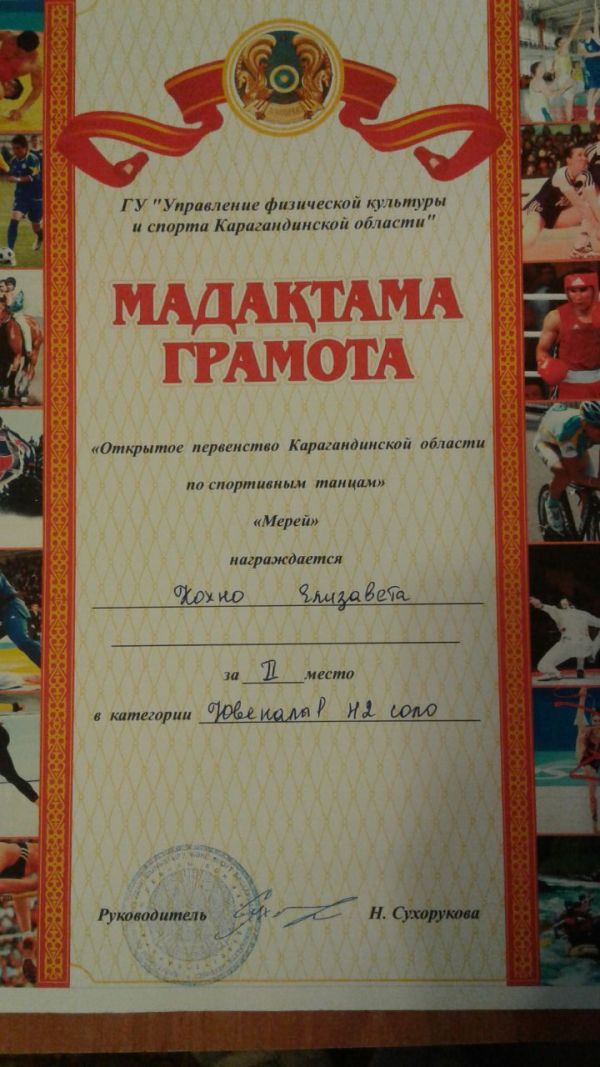 ГУ "Управление физической культуры
и спорта Карагандинской области"
МАДАҚТАМА
ГРАМОТА
«Открытое первенство Карагандинской области
по спортивным танцам»
«Мерей»
награждается
Кохно Елизавета
за II место
в категории Ювеналы 1 Н2 соло
Руководитель Н. Сухорукова